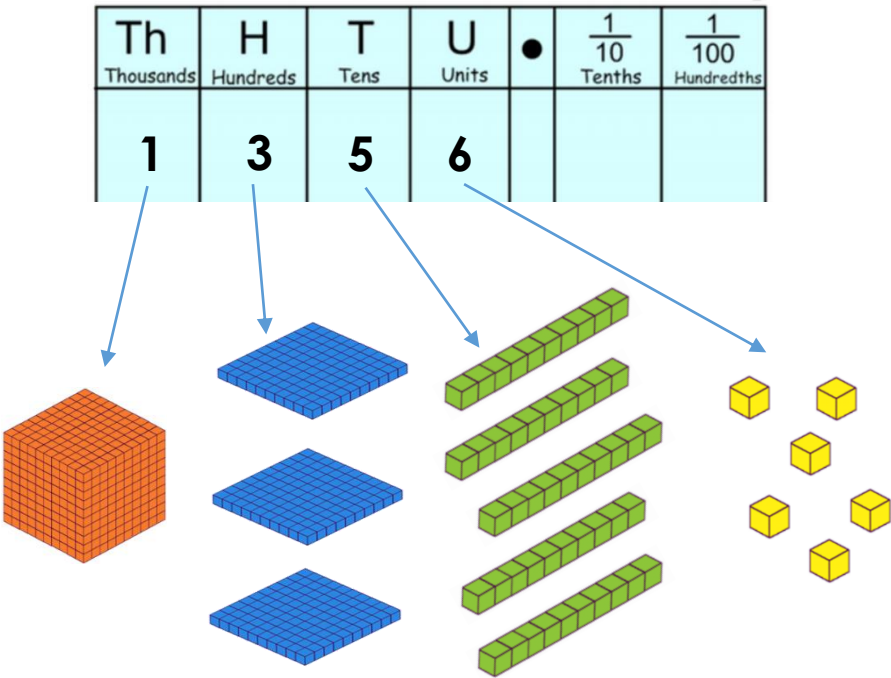 Th H T U • 1/10 1/100
Thousands Hundreds Tens Units Tenths Hundredths
1 3 5 6